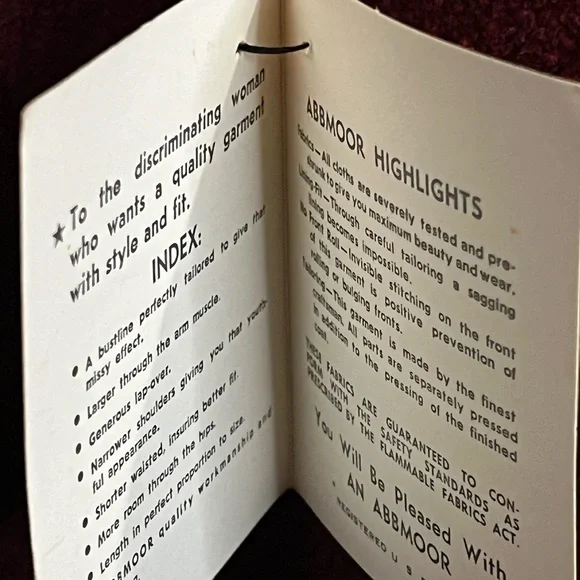 ★ To the discriminating woman
who wants a quality garment
with style and fit.
INDEX:
• A bustline perfectly tailored to give that
missy effect.
• Larger through the arm muscle.
• Generous lap-over.
• Narrower shoulders giving you that youth-
ful appearance.
• Shorter waisted, insuring better fit.
• More room through the hips.
• Length in perfect proportion to size.
ABBMOOR quality workmanship and
ABBMOOR HIGHLIGHTS
Fabrics—All cloths are severely tested and pre-
shrunk to give you maximum beauty and wear.
Lining-Fit—Through careful tailoring a sagging
lining becomes impossible.
No Front Roll—Invisible stitching on the front
of this garment is positive prevention of
rolling or bulging fronts.
Tailoring—This garment is made by the finest
craftsmen. All parts are separately pressed
in addition to the pressing of the finished
coat.
THESE FABRICS ARE GUARANTEED TO CON-
FORM WITH THE SAFETY STANDARDS AS
PRESCRIBED BY THE FLAMMABLE FABRICS ACT.
You Will Be Pleased With
AN ABBMOOR
REGISTERED U S